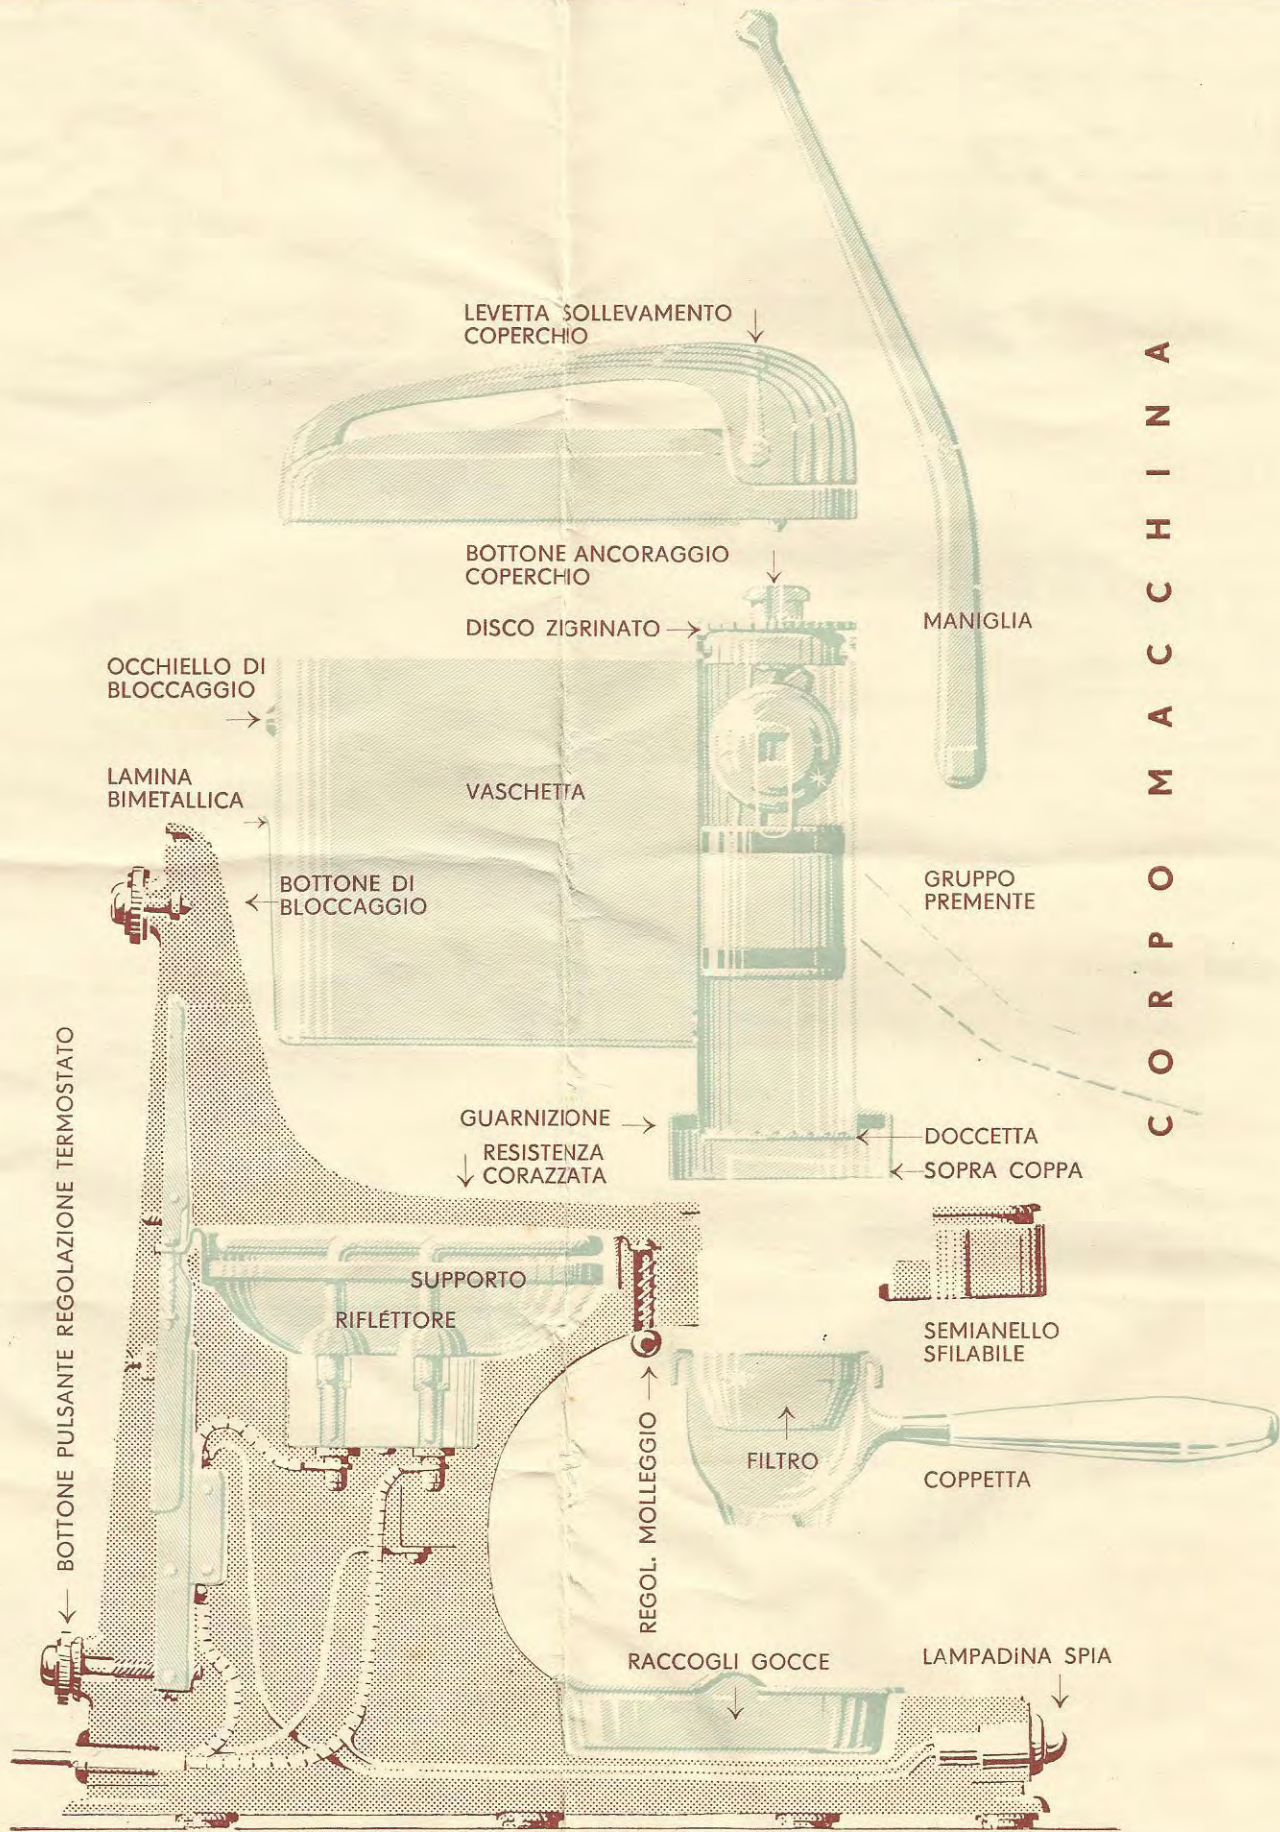 LEVETTA SOLLEVAMENTO
COPERCHIO
BOTTONE ANCORAGGIO
COPERCHIO
DISCO ZIGRINATO
MANIGLIA
OCCHIELLO DI
BLOCCAGGIO
LAMINA
BIMETALLICA
VASCHETTA
BOTTONE DI
BLOCCAGGIO
GRUPPO
PREMENTE
CORPO MACCHINA
GUARNIZIONE
DOCCETTA
RESISTENZA
CORAZZATA
SOPRA COPPA
SUPPORTO
RIFLETTORE
SEMIANELLO
SFILABILE
FILTRO
COPPETTA
REGOL. MOLLEGGIO
BOTTONE PULSANTE REGOLAZIONE TERMOSTATO
RACCOGLI GOCCE
LAMPADINA SPIA